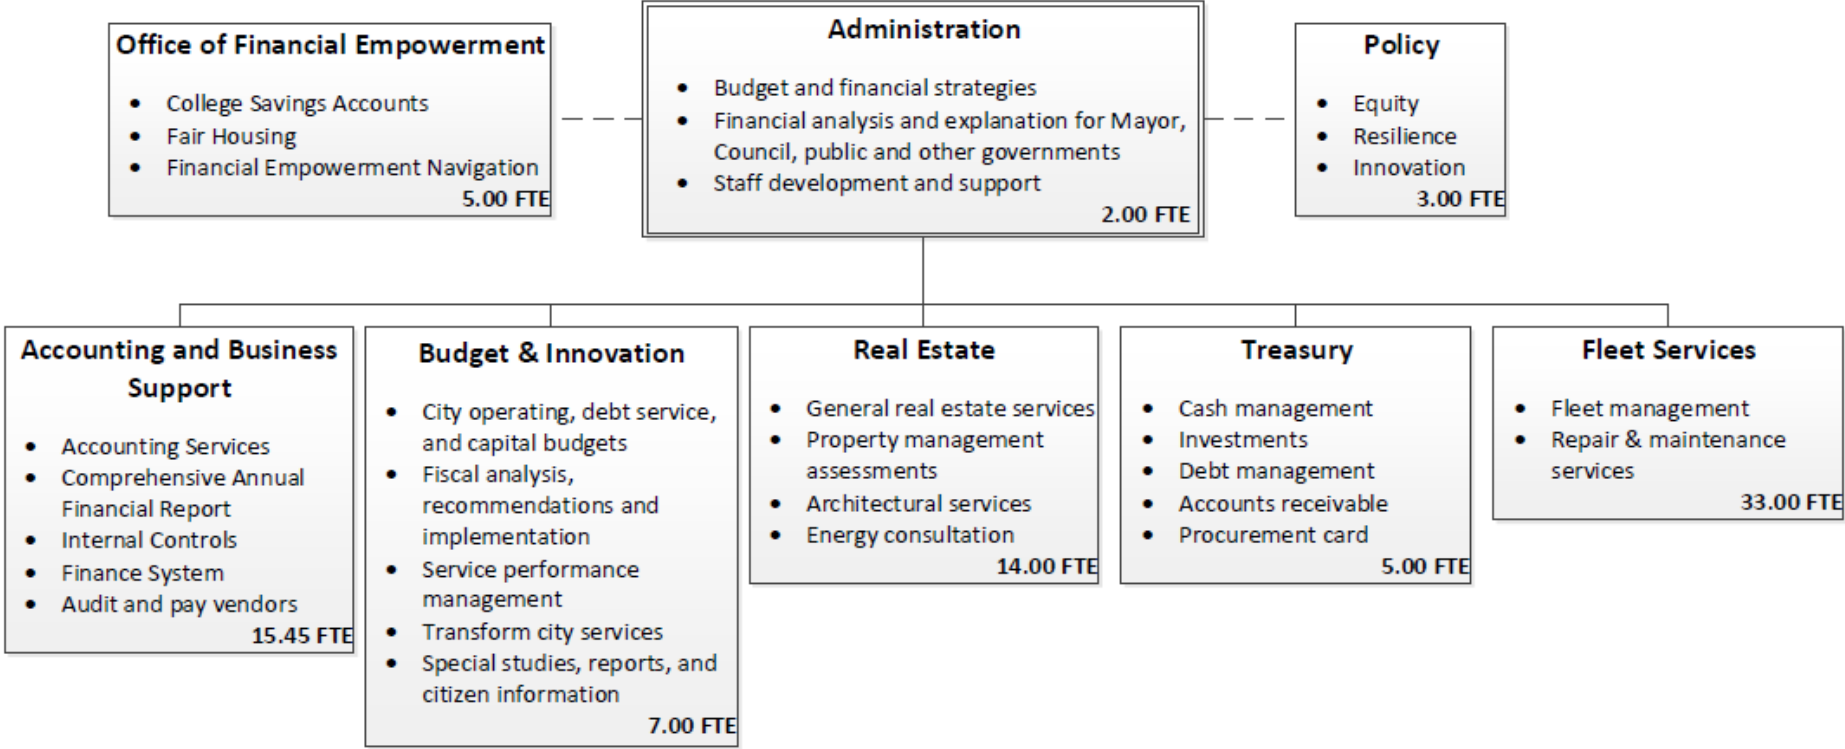 Office of Financial Empowerment
• College Savings Accounts
• Fair Housing
• Financial Empowerment Navigation
5.00 FTE
Administration
• Budget and financial strategies
• Financial analysis and explanation for Mayor,
Council, public and other governments
• Staff development and support
2.00 FTE
Policy
• Equity
• Resilience
• Innovation
3.00 FTE
Accounting and Business
Support
• Accounting Services
• Comprehensive Annual
Financial Report
• Internal Controls
• Finance System
• Audit and pay vendors
15.45 FTE
Budget & Innovation
• City operating, debt service,
and capital budgets
• Fiscal analysis,
recommendations and
implementation
• Service performance
management
• Transform city services
• Special studies, reports, and
citizen information
7.00 FTE
Real Estate
• General real estate services
• Property management
assessments
• Architectural services
• Energy consultation
14.00 FTE
Treasury
• Cash management
• Investments
• Debt management
• Accounts receivable
• Procurement card
5.00 FTE
Fleet Services
• Fleet management
• Repair & maintenance
services
33.00 FTE